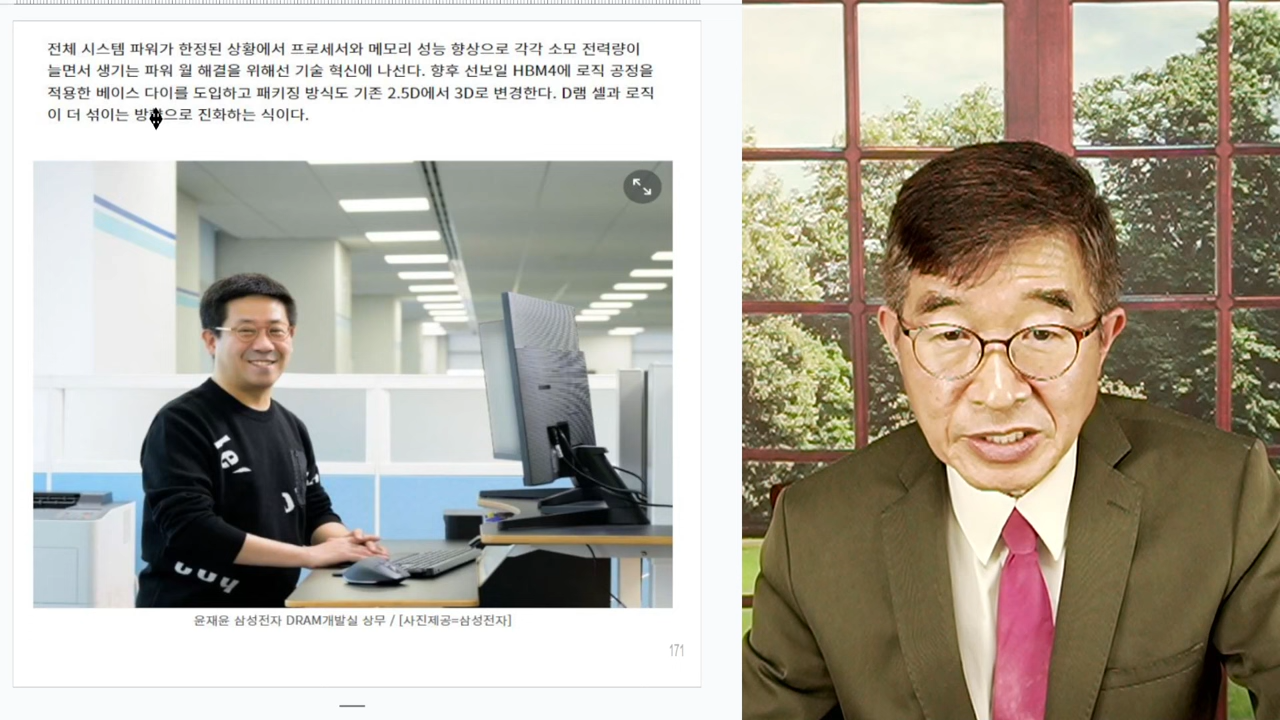 전체 시스템 파워가 한정된 상황에서 프로세서와 메모리 성능 향상으로 각각 소모 전력량이
늘면서 생기는 파워 월 해결을 위해선 기술 혁신에 나선다. 향후 선보일 HBM4에 로직 공정을
적용한 베이스 다이를 도입하고 패키징 방식도 기존 2.5D에서 3D로 변경한다. D램 셀과 로직
이 더 섞이는 방향으로 진화하는 식이다.
윤재윤 삼성전자 DRAM개발실 상무 / [사진제공=삼성전자]
171